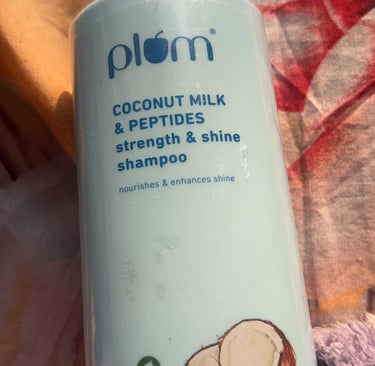 plum
COCONUT MILK
& PEPTIDES
strength & shine
shampoo
nourishes & enhances shine